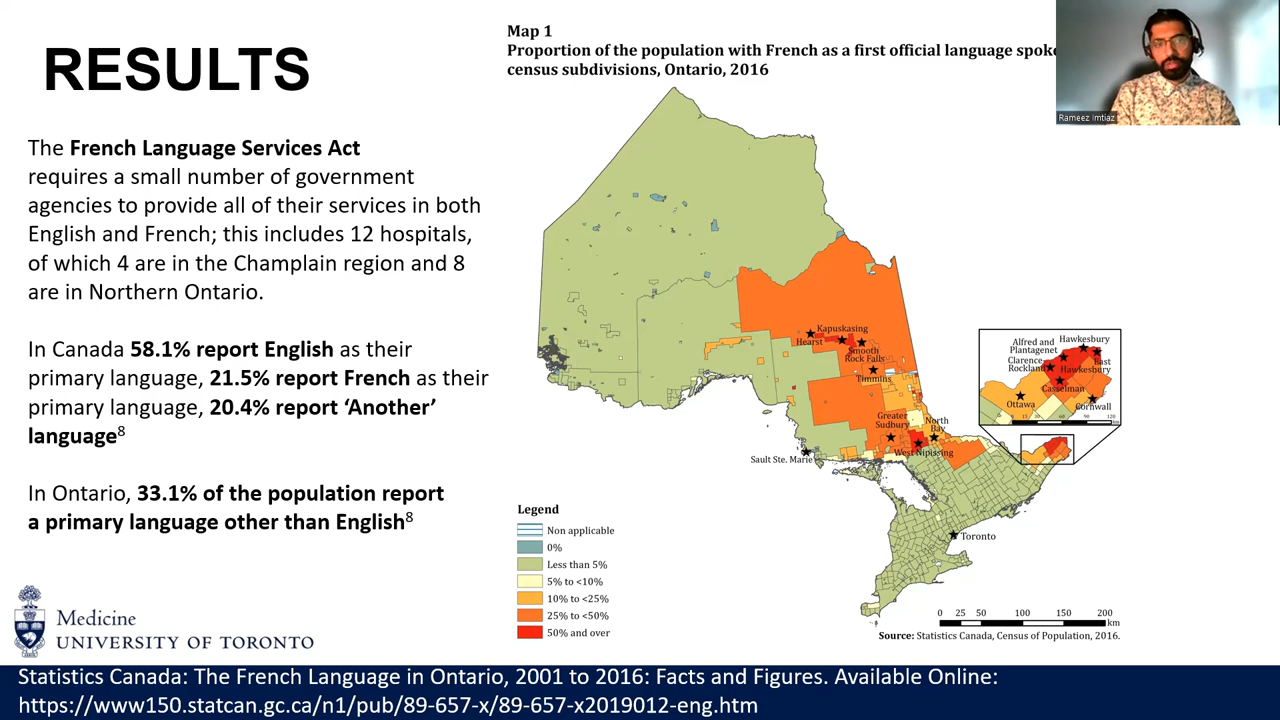 RESULTS
The French Language Services Act
requires a small number of government
agencies to provide all of their services in both
English and French; this includes 12 hospitals,
of which 4 are in the Champlain region and 8
are in Northern Ontario.
In Canada 58.1% report English as their
primary language, 21.5% report French as their
primary language, 20.4% report ‘Another’
language8
In Ontario, 33.1% of the population report
a primary language other than English8
Medicine
UNIVERSITY OF TORONTO
Map 1
Proportion of the population with French as a first official language spoke
census subdivisions, Ontario, 2016
Rameez Imtiaz
Kapuskasing
Hearst
Smooth
Rock Falls
Timmins
Greater
Sudbury
North
Bay
West Nipissing
Sault Ste. Marie
Toronto
Alfred and
Plantagenet
Hawkesbury
Clarence
Rockland
East
Hawkesbury
Casselman
Ottawa
Cornwall
0 15 30 60 90 120
km
Legend
Non applicable
0%
Less than 5%
5% to <10%
10% to <25%
25% to <50%
50% and over
0 25 50 100 150 200
km
Source: Statistics Canada, Census of Population, 2016.
Statistics Canada: The French Language in Ontario, 2001 to 2016: Facts and Figures. Available Online:
https://www150.statcan.gc.ca/n1/pub/89-657-x/89-657-x2019012-eng.htm